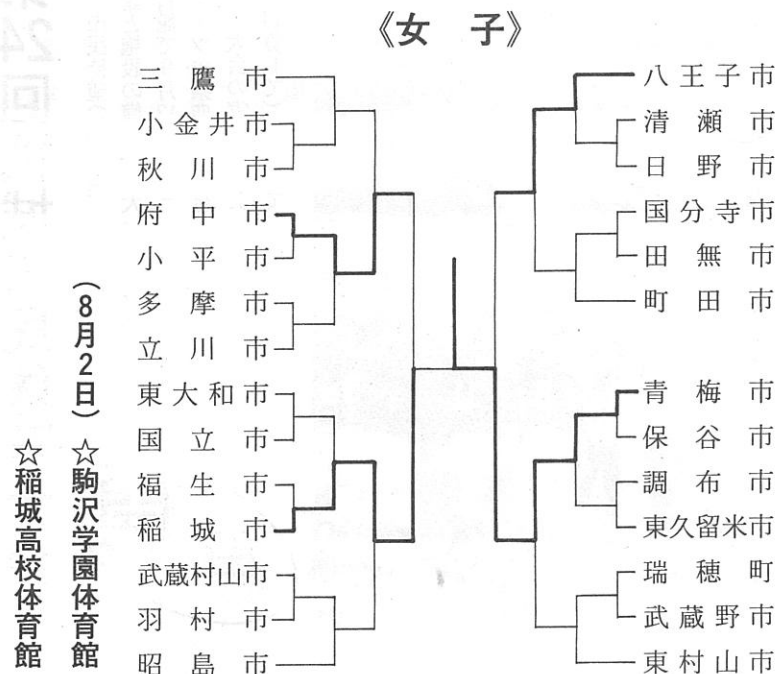 《女 子》
三鷹市
小金井市
秋川市
府中市
小平市
多摩市
立川市
東大和市
国立市
福生市
稲城市
武蔵村山市
羽村市
昭島市
八王子市
清瀬市
日野市
国分寺市
田無市
町田市
青梅市
保谷市
調布市
東久留米市
瑞穂町
武蔵野市
東村山市
(8月2日) ☆駒沢学園体育館
☆稲城高校体育館